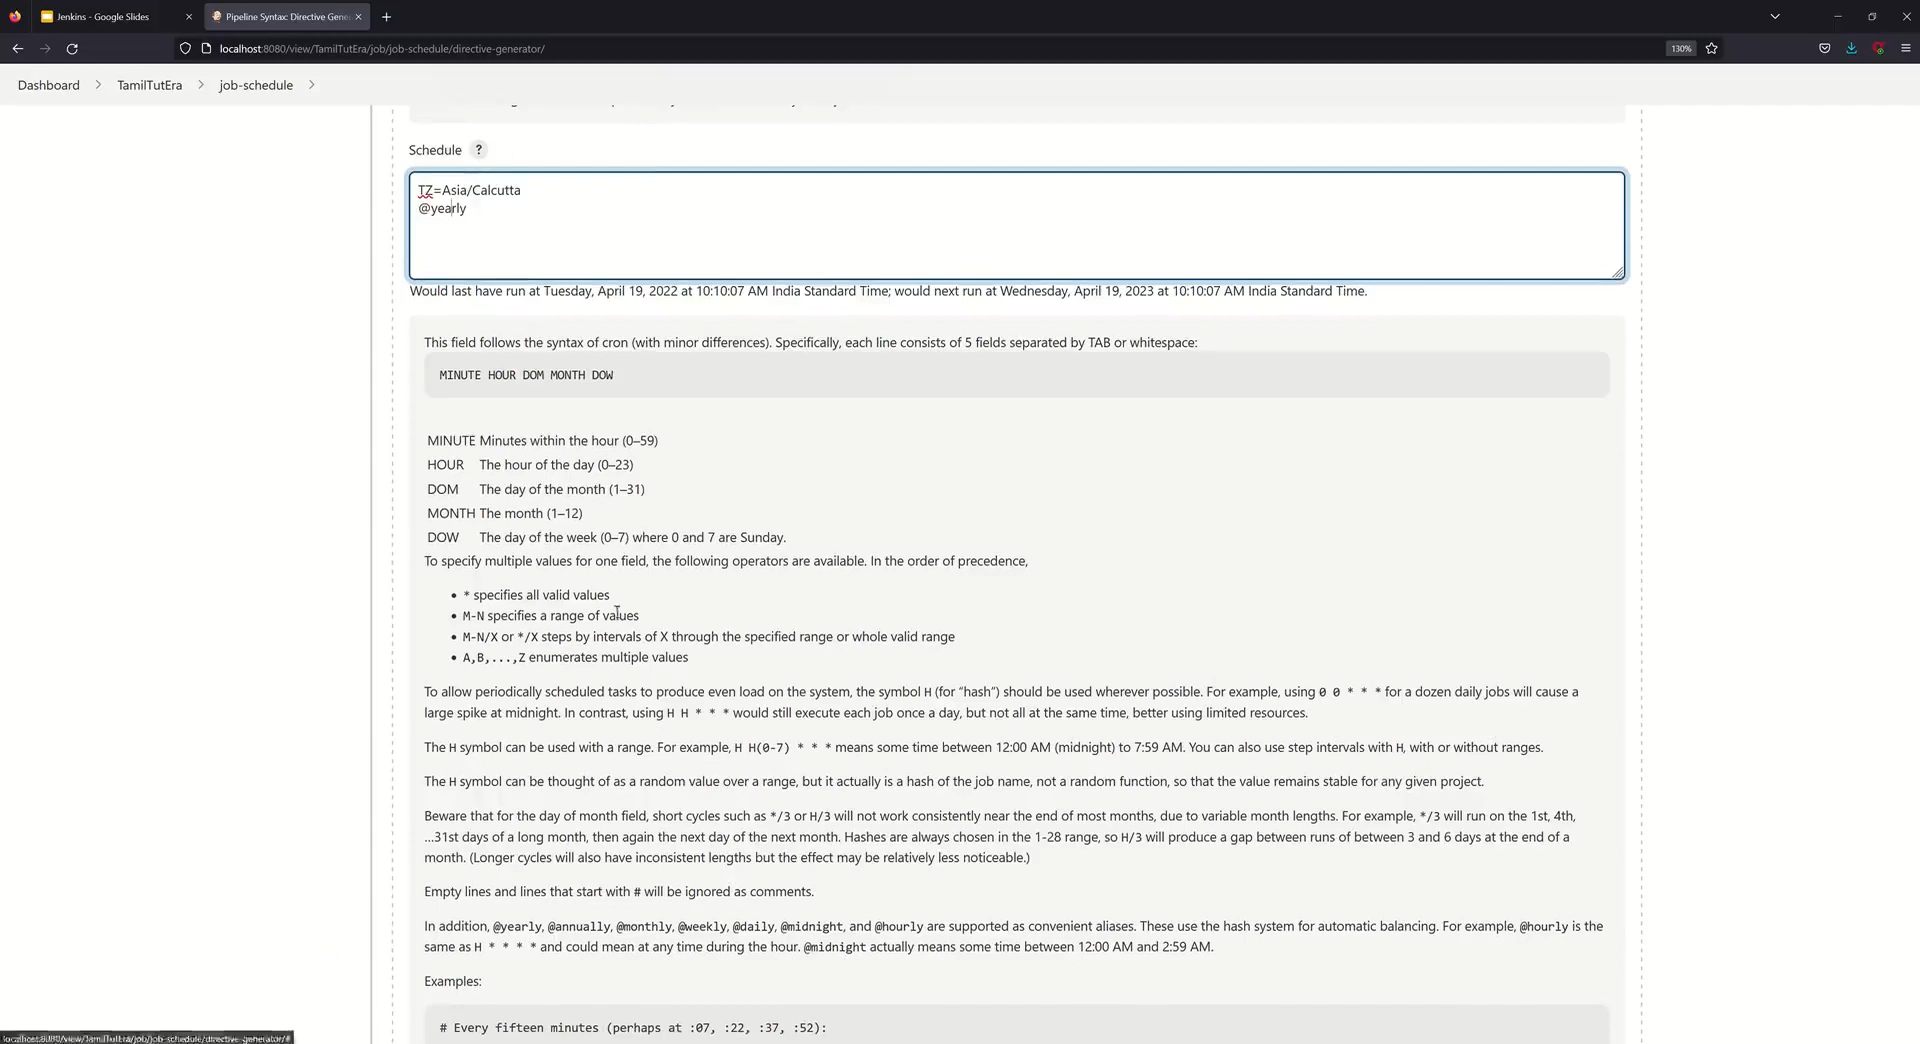 Jenkins - Google Slides
Pipeline Syntax: Directive Gene
localhost:8080/view/TamilTutEra/job/job-schedule/directive-generator/
130%
Dashboard
TamilTutEra
job-schedule
Schedule ?
TZ=Asia/Calcutta
@yearly
Would last have run at Tuesday, April 19, 2022 at 10:10:07 AM India Standard Time; would next run at Wednesday, April 19, 2023 at 10:10:07 AM India Standard Time.
This field follows the syntax of cron (with minor differences). Specifically, each line consists of 5 fields separated by TAB or whitespace:
MINUTE HOUR DOM MONTH DOW
MINUTE Minutes within the hour (0–59)
HOUR The hour of the day (0–23)
DOM The day of the month (1–31)
MONTH The month (1–12)
DOW The day of the week (0–7) where 0 and 7 are Sunday.
To specify multiple values for one field, the following operators are available. In the order of precedence,
• * specifies all valid values
• M-N specifies a range of values
• M-N/X or */X steps by intervals of X through the specified range or whole valid range
• A,B,...,Z enumerates multiple values
To allow periodically scheduled tasks to produce even load on the system, the symbol H (for “hash”) should be used wherever possible. For example, using 0 0 * * * for a dozen daily jobs will cause a
large spike at midnight. In contrast, using H H * * * would still execute each job once a day, but not all at the same time, better using limited resources.
The H symbol can be used with a range. For example, H H(0-7) * * * means some time between 12:00 AM (midnight) to 7:59 AM. You can also use step intervals with H, with or without ranges.
The H symbol can be thought of as a random value over a range, but it actually is a hash of the job name, not a random function, so that the value remains stable for any given project.
Beware that for the day of month field, short cycles such as */3 or H/3 will not work consistently near the end of most months, due to variable month lengths. For example, */3 will run on the 1st, 4th,
…31st days of a long month, then again the next day of the next month. Hashes are always chosen in the 1-28 range, so H/3 will produce a gap between runs of between 3 and 6 days at the end of a
month. (Longer cycles will also have inconsistent lengths but the effect may be relatively less noticeable.)
Empty lines and lines that start with # will be ignored as comments.
In addition, @yearly, @annually, @monthly, @weekly, @daily, @midnight, and @hourly are supported as convenient aliases. These use the hash system for automatic balancing. For example, @hourly is the
same as H * * * * and could mean at any time during the hour. @midnight actually means some time between 12:00 AM and 2:59 AM.
Examples:
# Every fifteen minutes (perhaps at :07, :22, :37, :52):
localhost:8080/view/TamilTutEra/job/job-schedule/directive-generator/#